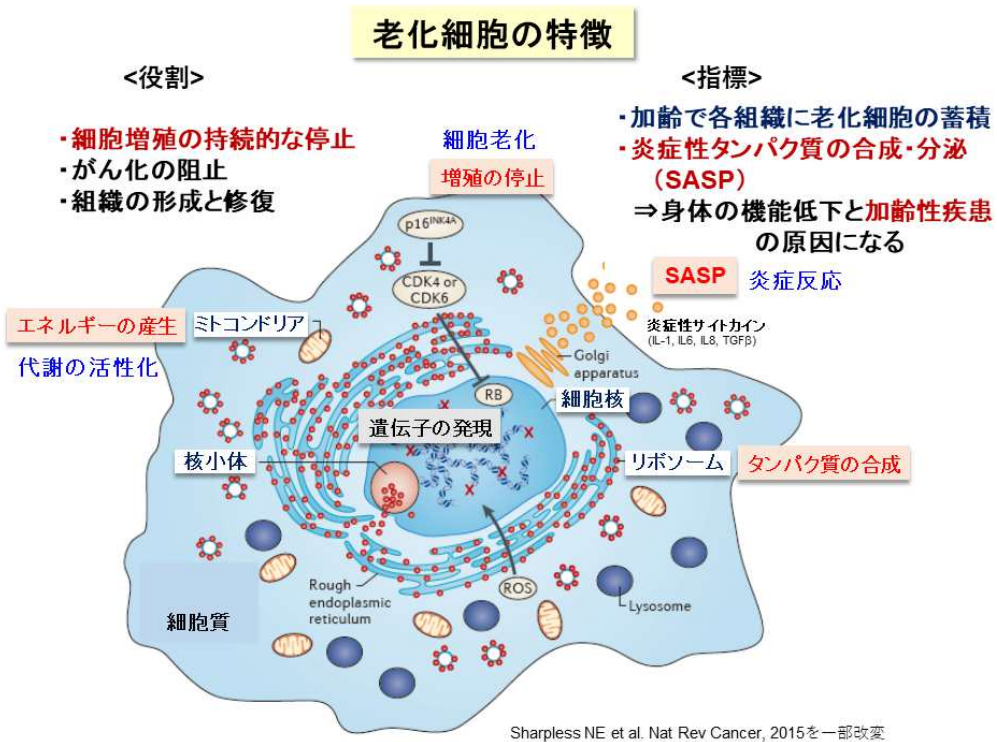 老化細胞の特徴
<役割>
・細胞増殖の持続的な停止
・がん化の阻止
・組織の形成と修復
<指標>
・加齢で各組織に老化細胞の蓄積
・炎症性タンパク質の合成・分泌
（SASP）
⇒身体の機能低下と加齢性疾患
の原因になる
細胞老化
増殖の停止
p16INK4A
CDK4 or
CDK6
SASP
炎症反応
炎症性サイトカイン
(IL-1, IL6, IL8, TGFβ)
エネルギーの産生
ミトコンドリア
代謝の活性化
Golgi
apparatus
RB
細胞核
遺伝子の発現
核小体
リボソーム
タンパク質の合成
x
x
x
x
x
x
Rough
endoplasmic
reticulum
ROS
Lysosome
細胞質
Sharpless NE et al. Nat Rev Cancer, 2015を一部改変